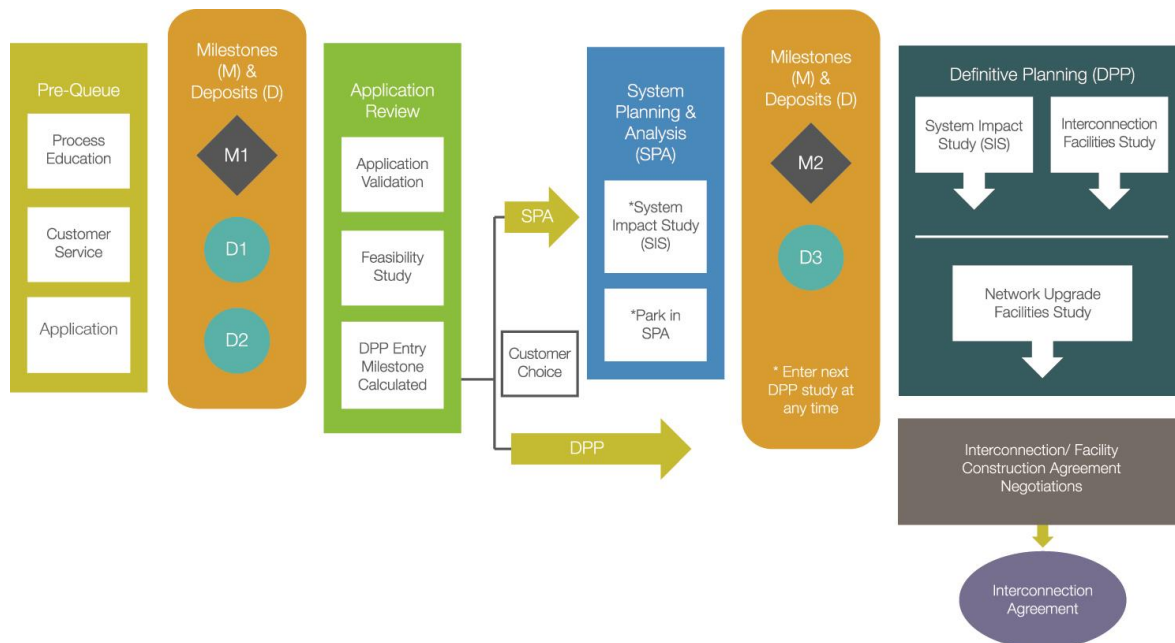 Pre-Queue
Process
Education
Customer
Service
Application
Milestones
(M) &
Deposits (D)
M1
D1
D2
Application
Review
Application
Validation
Feasibility
Study
DPP Entry
Milestone
Calculated
SPA
Customer
Choice
DPP
System
Planning &
Analysis
(SPA)
*System
Impact Study
(SIS)
*Park in
SPA
Milestones
(M) &
Deposits (D)
M2
D3
* Enter next
DPP study at
any time
Definitive Planning (DPP)
System Impact
Study (SIS)
Interconnection
Facilities Study
Network Upgrade
Facilities Study
Interconnection/ Facility
Construction Agreement
Negotiations
Interconnection
Agreement